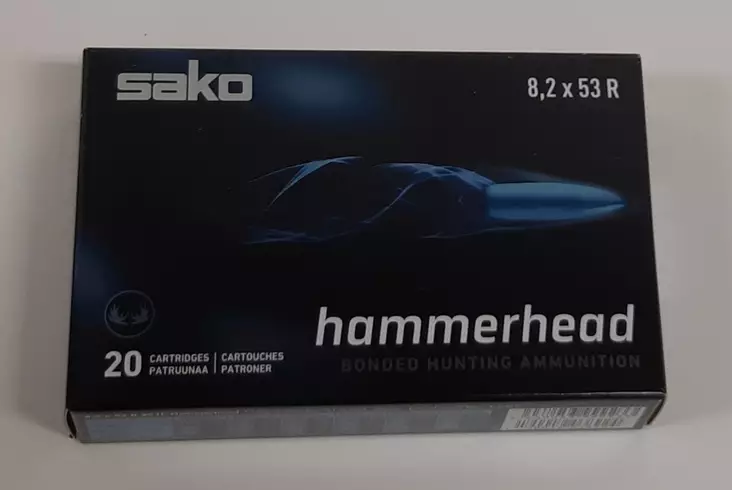 sako
8,2 x 53 R
hammerhead
BONDED HUNTING AMMUNITION
20 CARTRIDGES | CARTOUCHES
PATRUUNAA | PATRONER